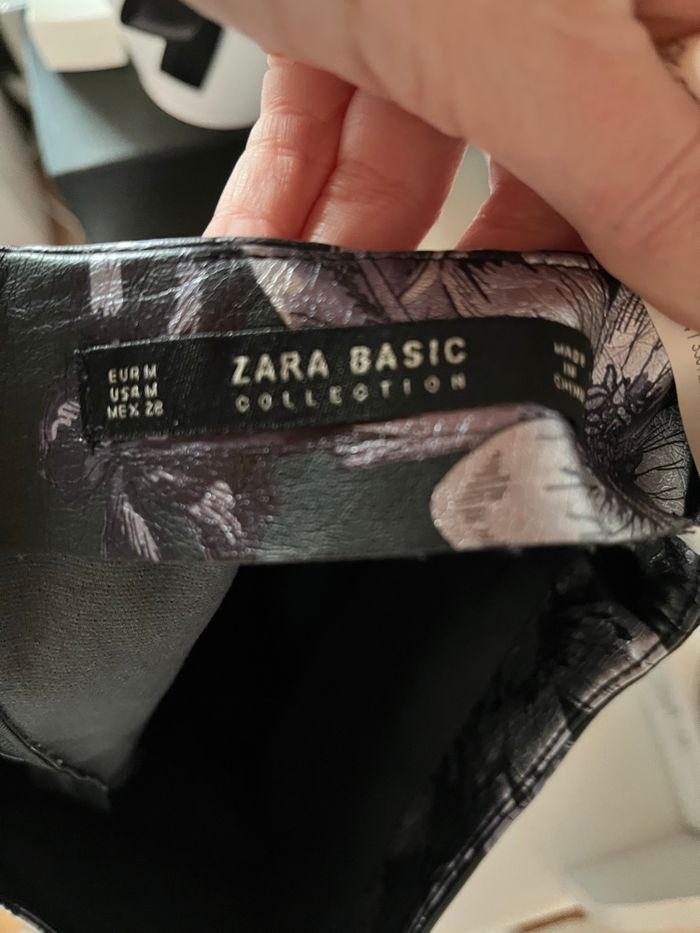 EUR M
USA M
MEX 28
ZARA BASIC
COLLECTION
MADE
IN
CHINA